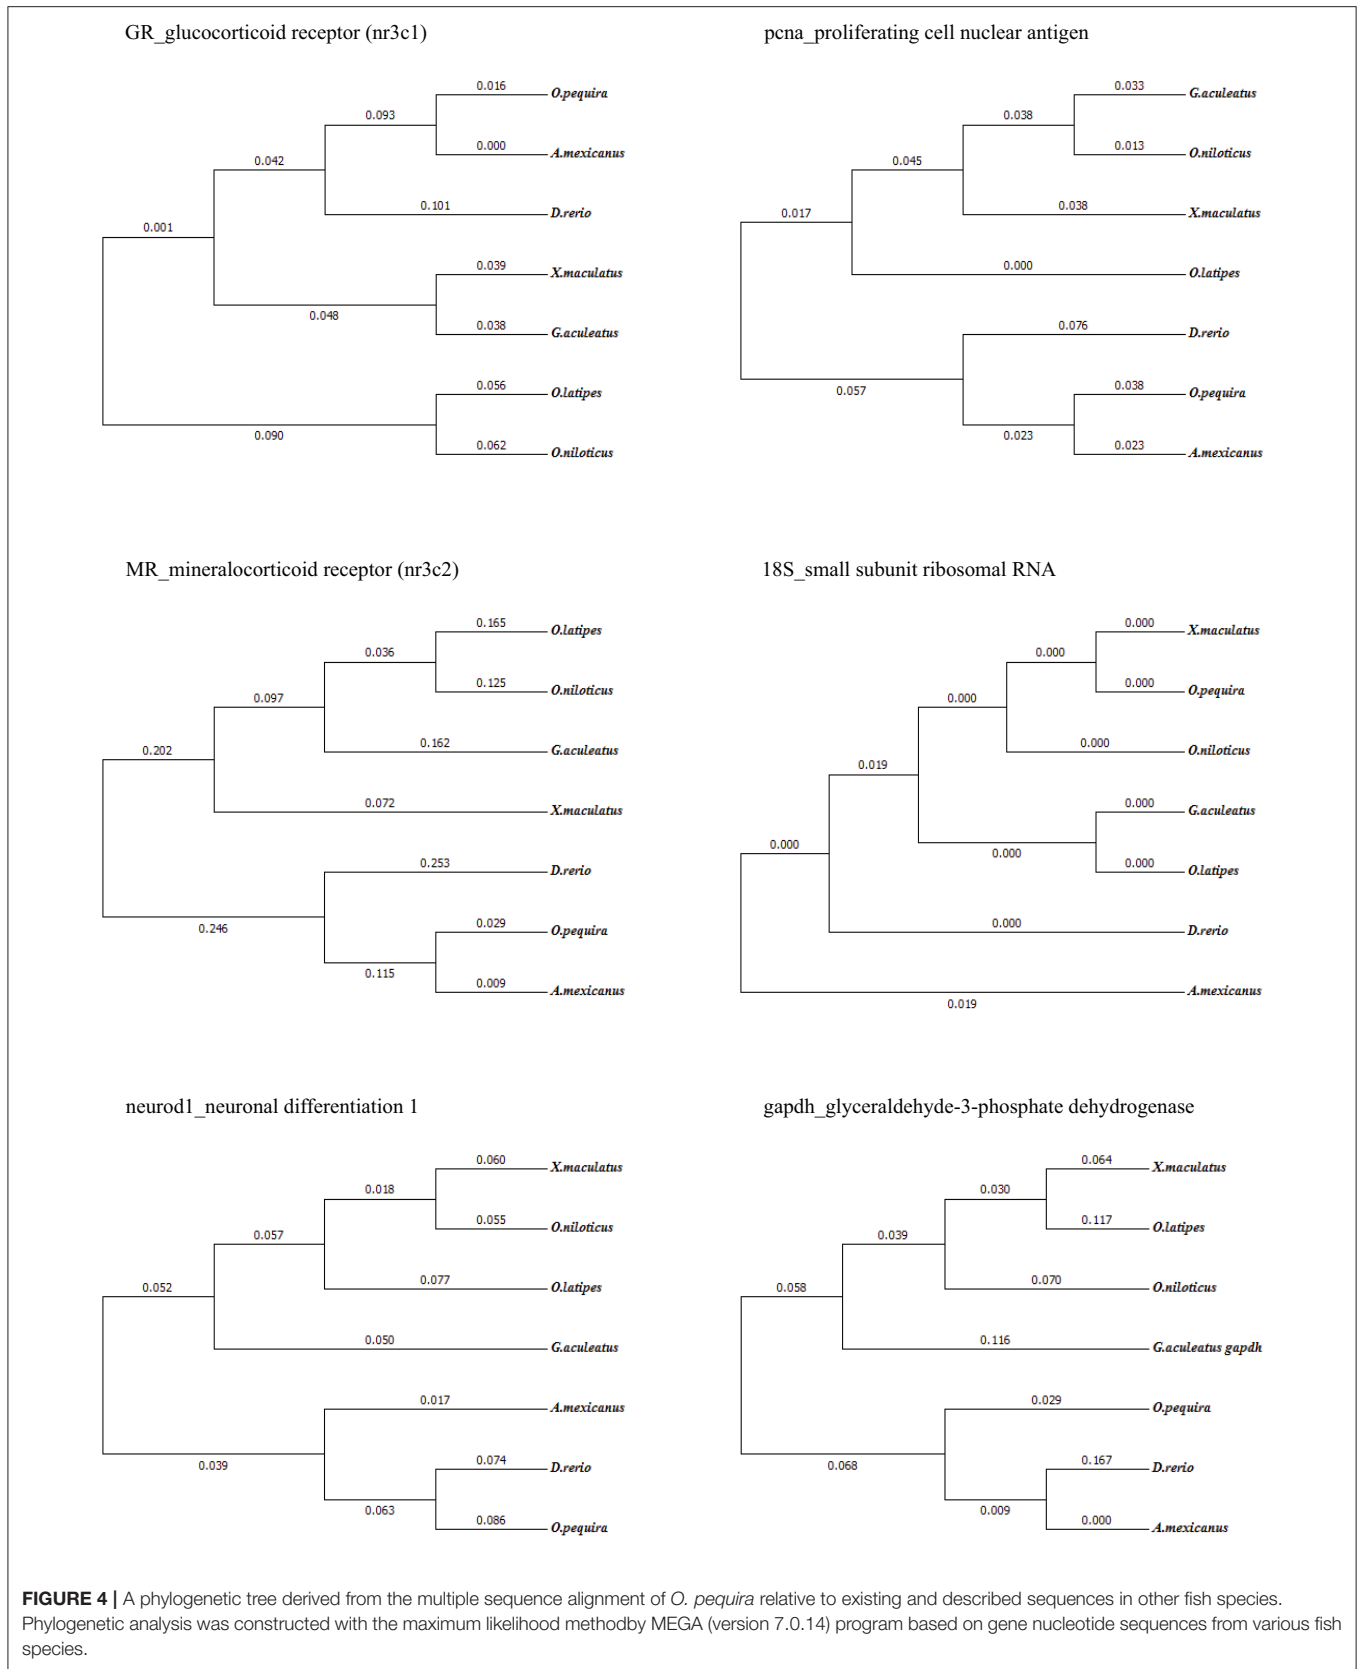 GR_glucocorticoid receptor (nr3c1)
0.016
O.pequira
0.093
0.000
A.mexicanus
0.042
0.101
D.rerio
0.001
0.039
X.maculatus
0.048
0.038
G.aculeatus
0.056
O.latipes
0.090
0.062
O.niloticus
pcna_proliferating cell nuclear antigen
0.033
G.aculeatus
0.038
0.013
O.niloticus
0.045
0.038
X.maculatus
0.017
0.000
O.latipes
0.076
D.rerio
0.057
0.038
O.pequira
0.023
0.023
A.mexicanus
MR_mineralocorticoid receptor (nr3c2)
0.165
O.latipes
0.036
0.125
O.niloticus
0.097
0.162
G.aculeatus
0.202
0.072
X.maculatus
0.253
D.rerio
0.246
0.029
O.pequira
0.115
0.009
A.mexicanus
18S_small subunit ribosomal RNA
0.000
X.maculatus
0.000
0.000
O.pequira
0.000
0.000
O.niloticus
0.019
0.000
G.aculeatus
0.000
0.000
0.000
O.latipes
0.000
D.rerio
0.019
A.mexicanus
neurod1_neuronal differentiation 1
0.060
X.maculatus
0.018
0.055
O.niloticus
0.057
0.077
O.latipes
0.052
0.050
G.aculeatus
0.017
A.mexicanus
0.039
0.074
D.rerio
0.063
0.086
O.pequira
gapdh_glyceraldehyde-3-phosphate dehydrogenase
0.064
X.maculatus
0.030
0.117
O.latipes
0.039
0.070
O.niloticus
0.058
0.116
G.aculeatus gapdh
0.029
O.pequira
0.068
0.167
D.rerio
0.009
0.000
A.mexicanus
FIGURE 4 | A phylogenetic tree derived from the multiple sequence alignment of O. pequira relative to existing and described sequences in other fish species.
Phylogenetic analysis was constructed with the maximum likelihood methodby MEGA (version 7.0.14) program based on gene nucleotide sequences from various fish
species.